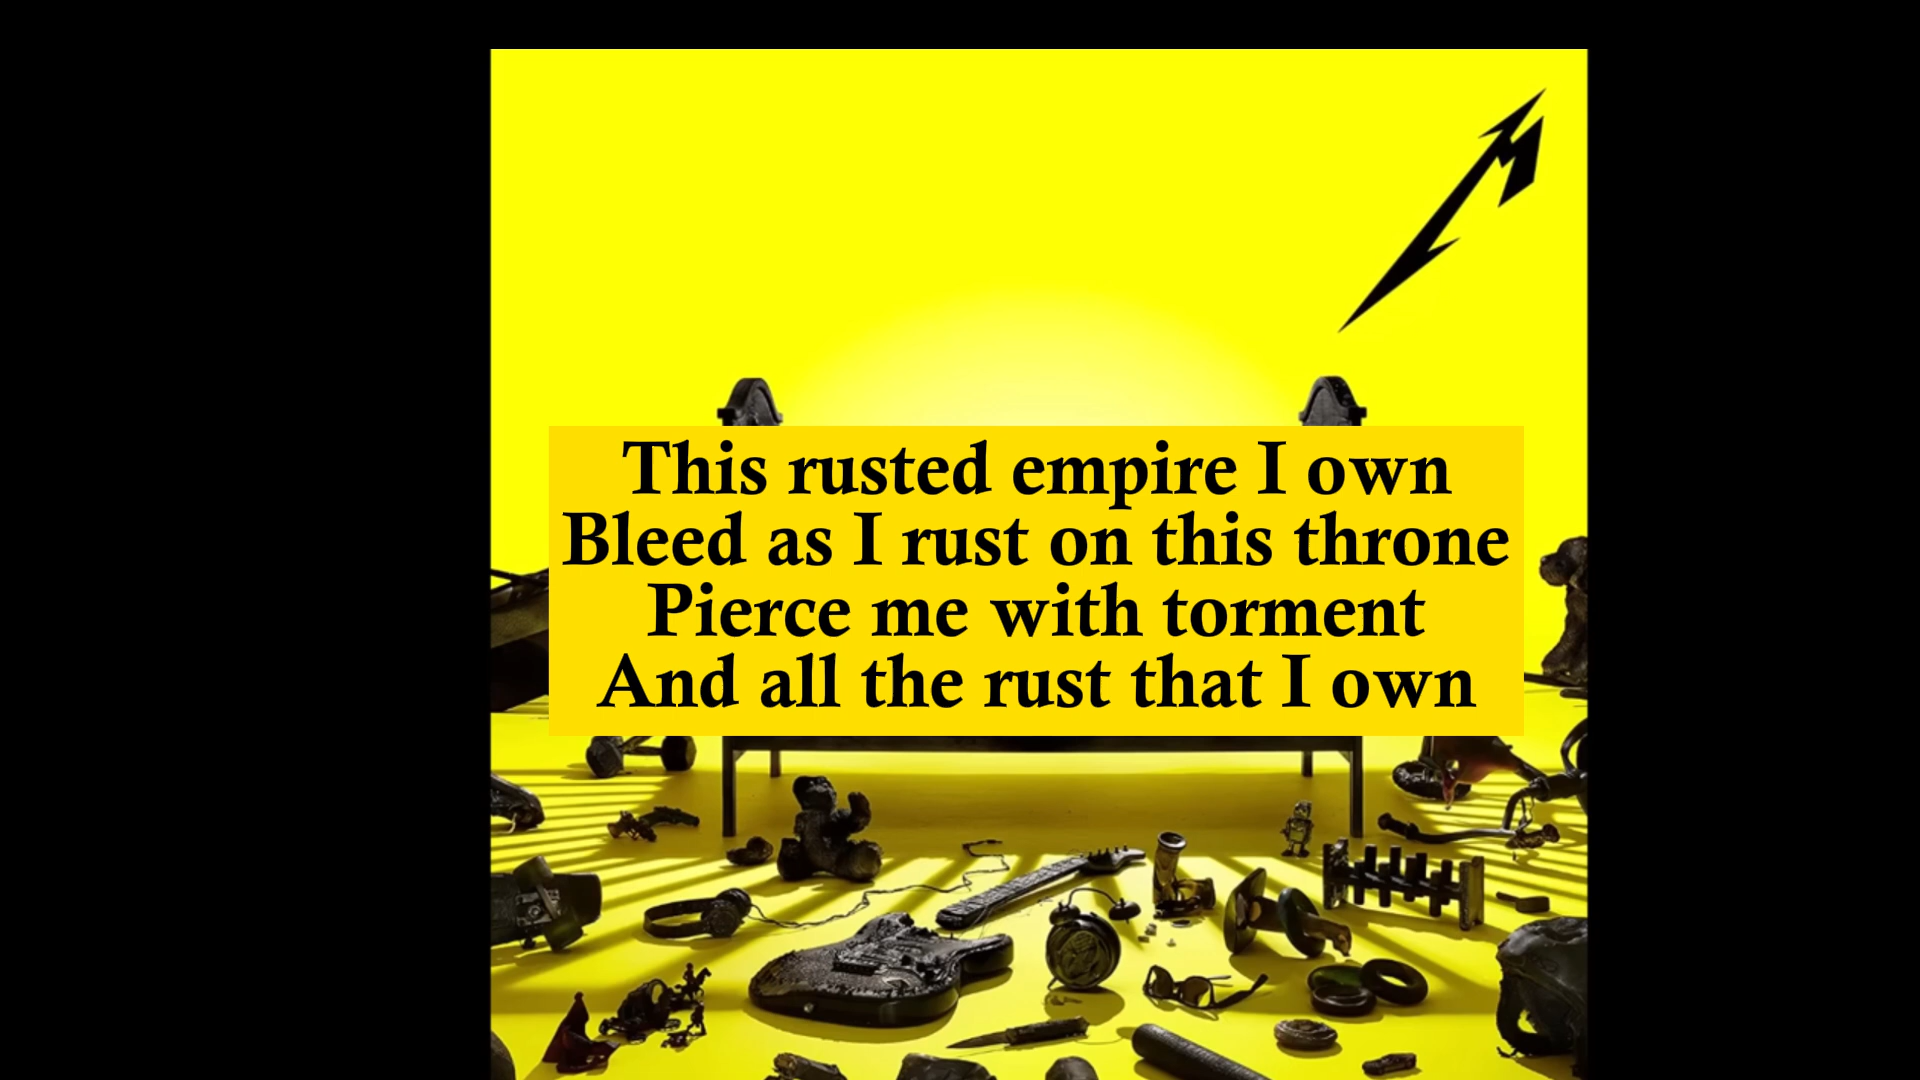 This rusted empire I own
Bleed as I rust on this throne
Pierce me with torment
And all the rust that I own